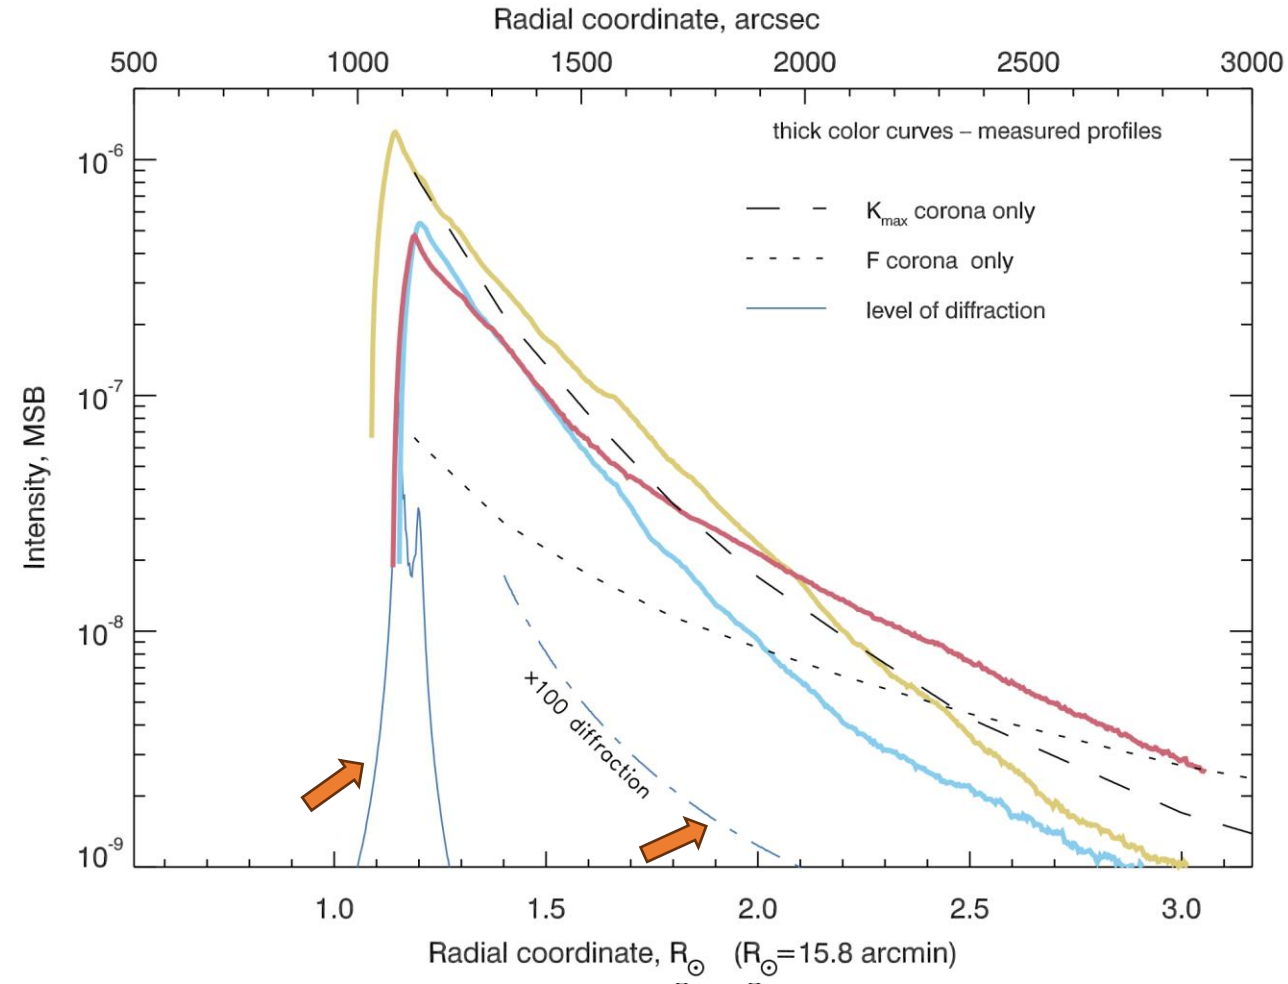 Radial coordinate, arcsec
500 1000 1500 2000 2500 3000
thick color curves – measured profiles
Kmax corona only
F corona only
level of diffraction
10-6
10-7
10-8
10-9
Intensity, MSB
×100 diffraction
1.0 1.5 2.0 2.5 3.0
Radial coordinate, R☉ (R☉=15.8 arcmin)